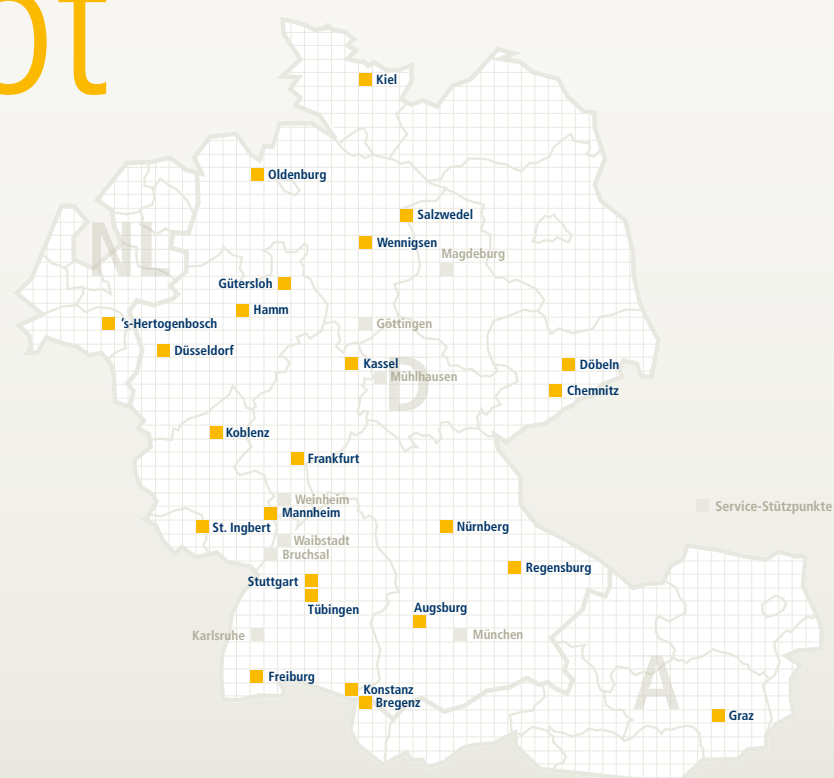 pt
Kiel
Oldenburg
Salzwedel
Wennigsen
NL
Magdeburg
Gütersloh
Hamm
's-Hertogenbosch
Göttingen
Düsseldorf
Kassel
Döbeln
Mühlhausen
D
Chemnitz
Koblenz
Frankfurt
Weinheim
Service-Stützpunkte
Mannheim
St. Ingbert
Nürnberg
Waibstadt
Bruchsal
Regensburg
Stuttgart
Tübingen
Augsburg
Karlsruhe
München
Freiburg
A
Konstanz
Bregenz
Graz